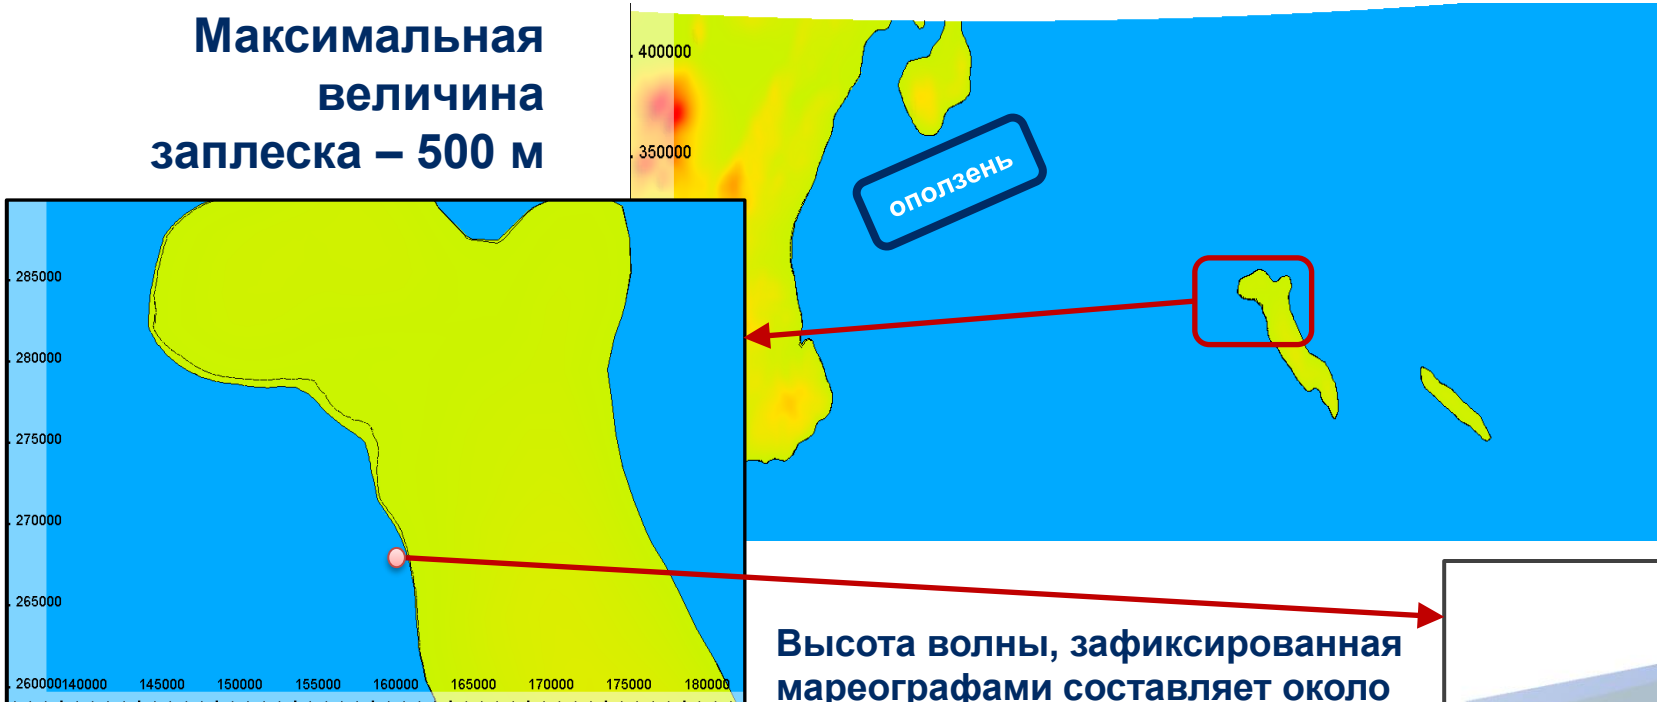 Максимальная
величина
заплеска – 500 м
400000
350000
оползень
285000
280000
275000
270000
265000
260000
140000 145000 150000 155000 160000 165000 170000 175000 180000
Высота волны, зафиксированная
мареографами составляет около